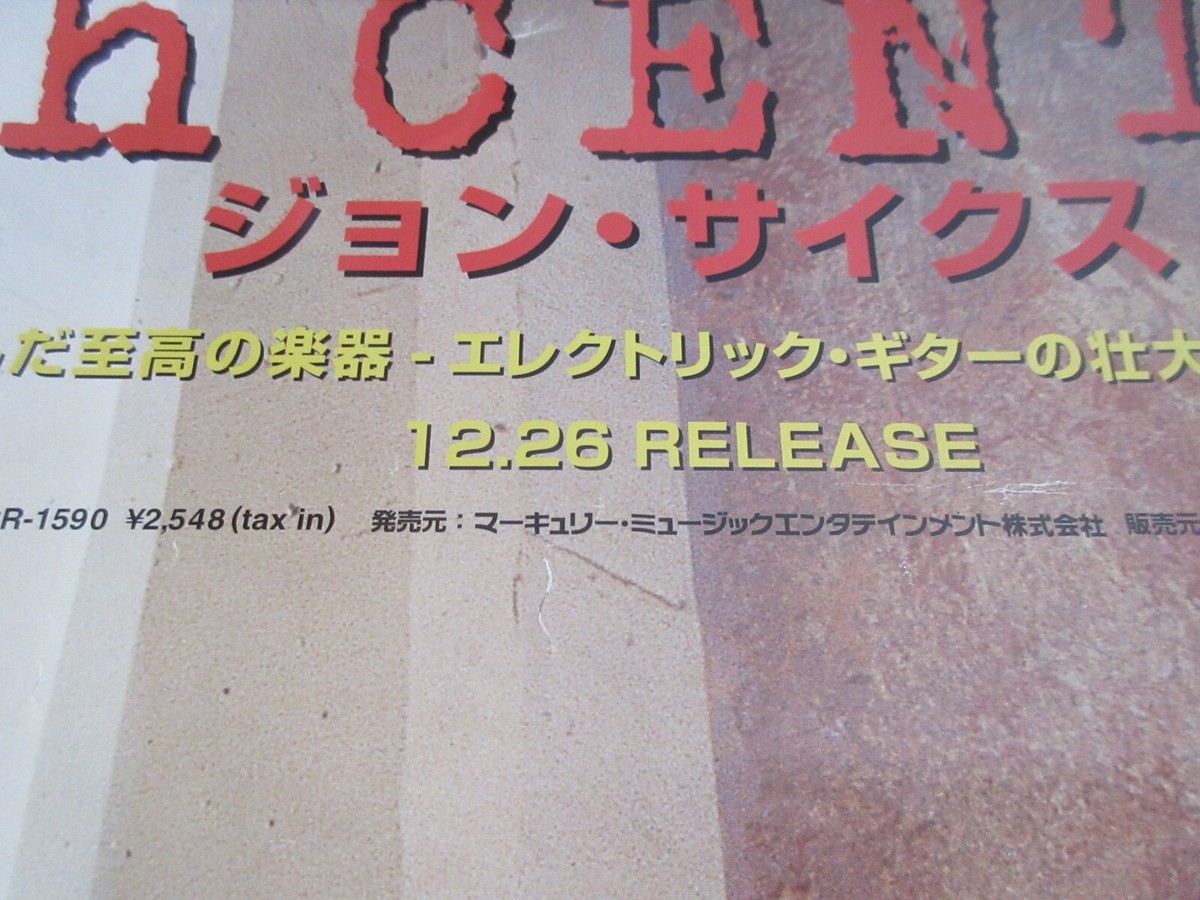 h CENT
ジョン・サイクス
だ至高の楽器 - エレクトリック・ギターの壮大
12.26 RELEASE
R-1590 ¥2,548 (tax in) 発売元：マーキュリー・ミュージックエンタテインメント株式会社 販売元